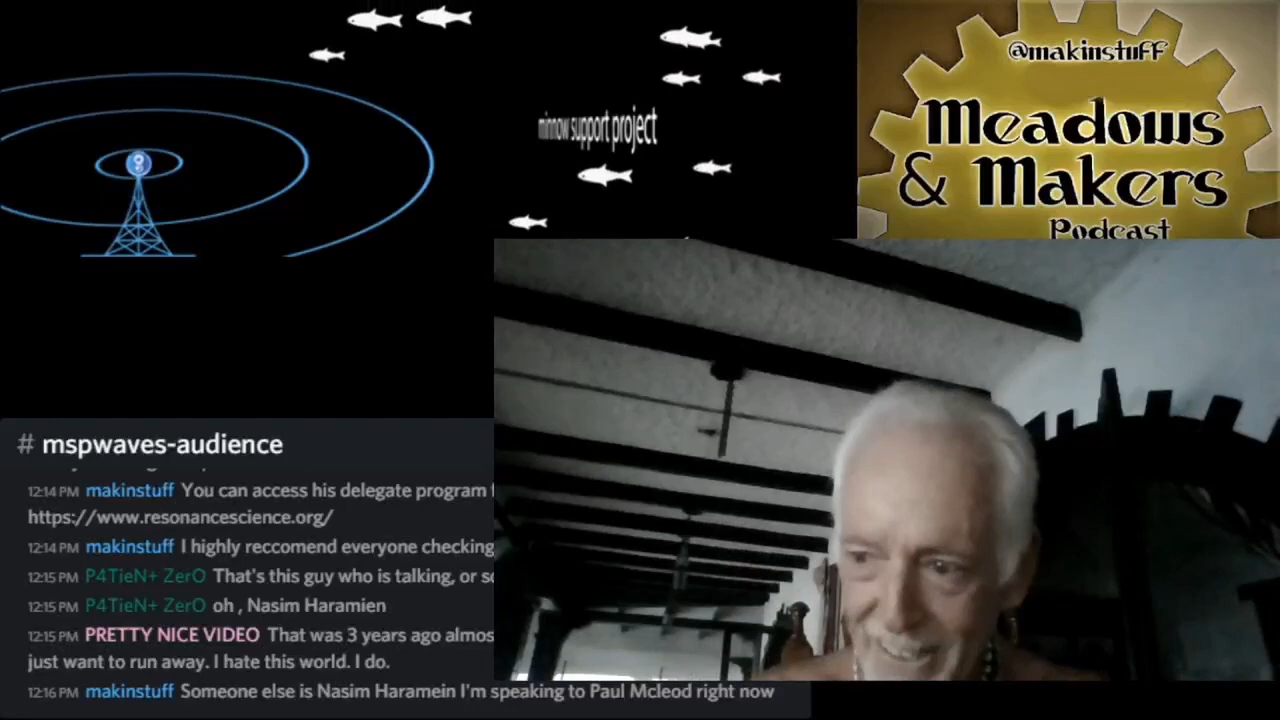 @makinstuff
Meadows
& Makers
Podcast
minnow support project
# mspwaves-audience
12:14 PM makinstuff You can access his delegate program
https://www.resonancescience.org/
12:14 PM makinstuff I highly reccomend everyone checking
12:15 PM P4TieN+ ZerO That's this guy who is talking, or
12:15 PM P4TieN+ ZerO oh , Nasim Haramien
12:15 PM PRETTY NICE VIDEO That was 3 years ago almos
just want to run away. I hate this world. I do.
12:16 PM makinstuff Someone else is Nasim Haramein I'm speaking to Paul Mcleod right now